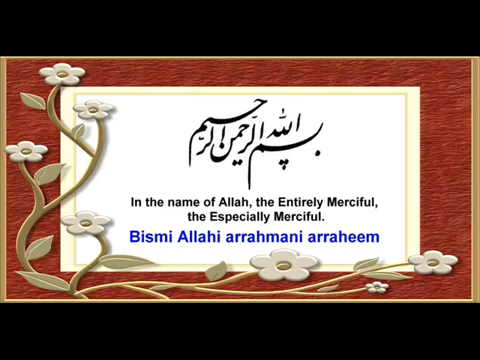 بسم الله الرحمن الرحيم
In the name of Allah, the Entirely Merciful,
the Especially Merciful.
Bismi Allahi arrahmani arraheem